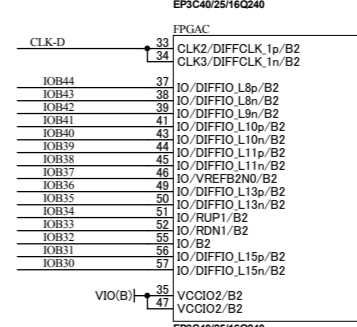 EP3C40/25/16Q240
FPGAC
CLK-D 33 CLK2/DIFFCLK_1p/B2
34 CLK3/DIFFCLK_1n/B2
IOB44 37 IO/DIFFIO_L8p/B2
IOB43 38 IO/DIFFIO_L8n/B2
IOB42 39 IO/DIFFIO_L9n/B2
IOB41 41 IO/DIFFIO_L10p/B2
IOB40 43 IO/DIFFIO_L10n/B2
IOB39 44 IO/DIFFIO_L11p/B2
IOB38 45 IO/DIFFIO_L11n/B2
IOB37 46 IO/VREFB2N0/B2
IOB36 49 IO/DIFFIO_L13p/B2
IOB35 50 IO/DIFFIO_L13n/B2
IOB34 51 IO/RUP1/B2
IOB33 52 IO/RDN1/B2
IOB32 55 IO/B2
IOB31 56 IO/DIFFIO_L15p/B2
IOB30 57 IO/DIFFIO_L15n/B2
VIO(B) 35 VCCIO2/B2
47 VCCIO2/B2
EP3C40/25/16Q240